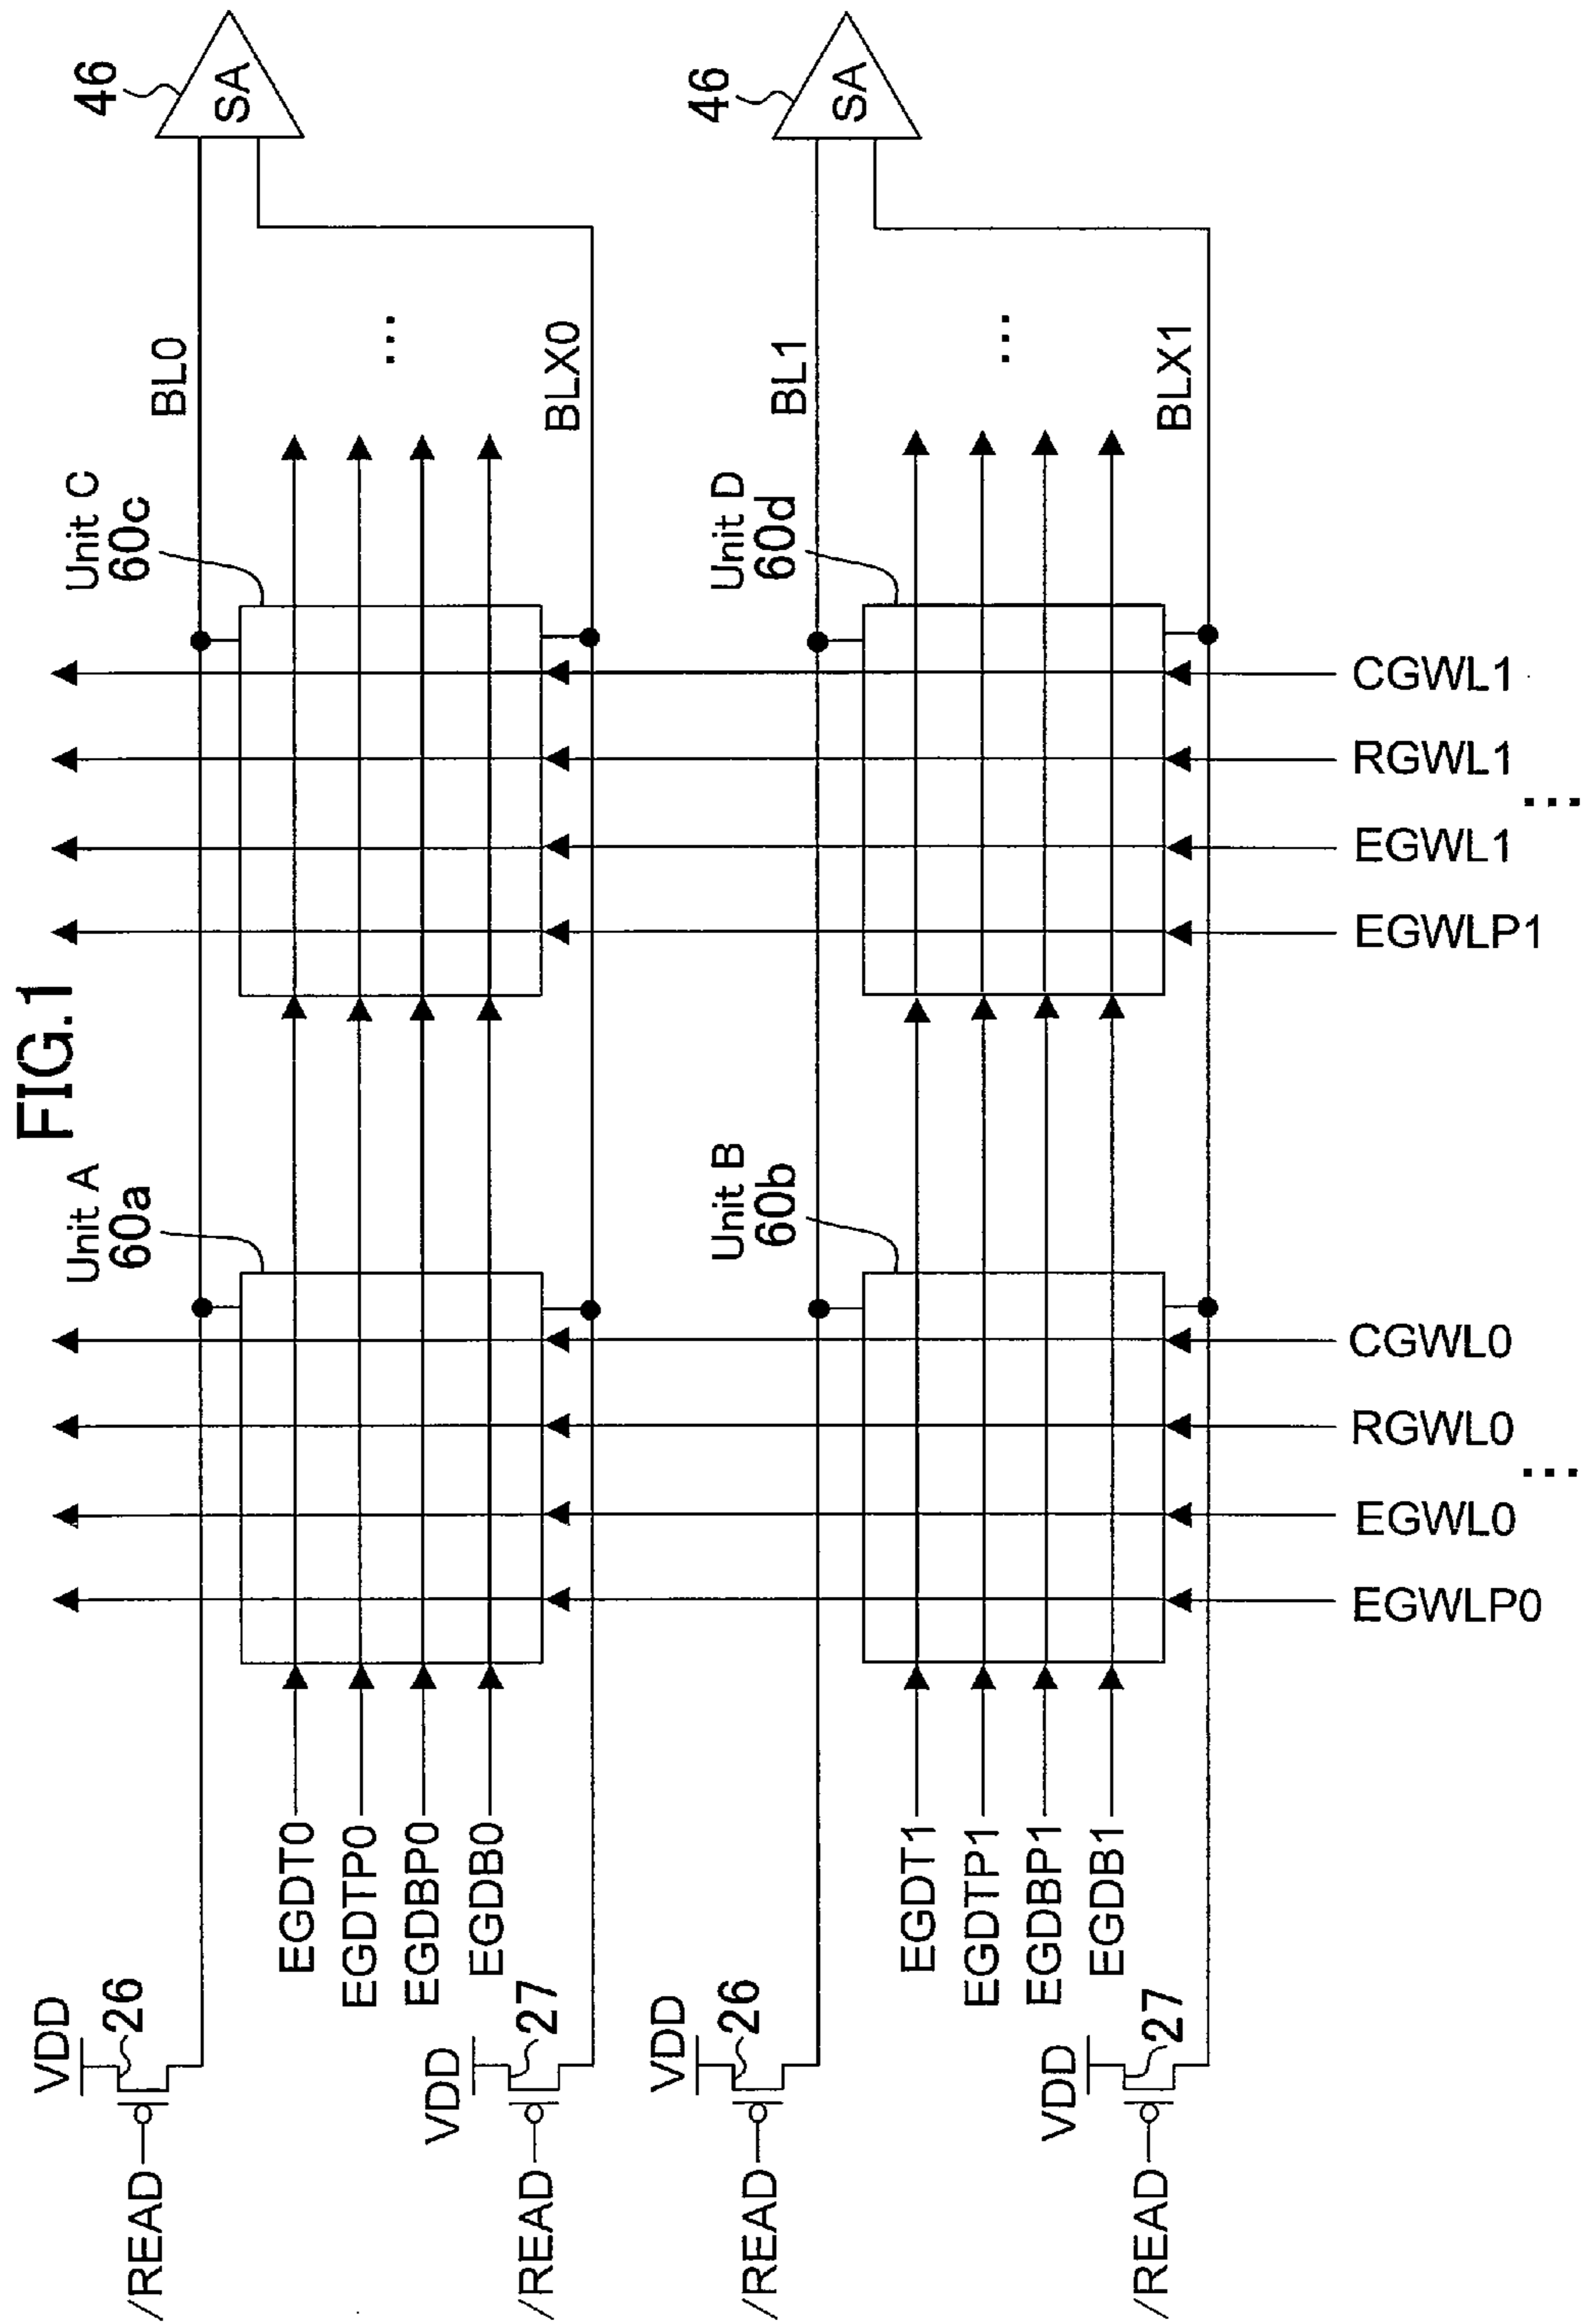 FIG.1
46
SA
46
SA
BL0
BLX0
BL1
BLX1
...
...
Unit C
60c
Unit D
60d
CGWL1
RGWL1
...
EGWL1
EGWLP1
Unit A
60a
Unit B
60b
CGWL0
RGWL0
...
EGWL0
EGWLP0
EGDT0
EGDTP0
EGDBP0
EGDB0
EGDT1
EGDTP1
EGDBP1
EGDB1
VDD
26
/READ
VDD
27
/READ
VDD
26
/READ
VDD
27
/READ